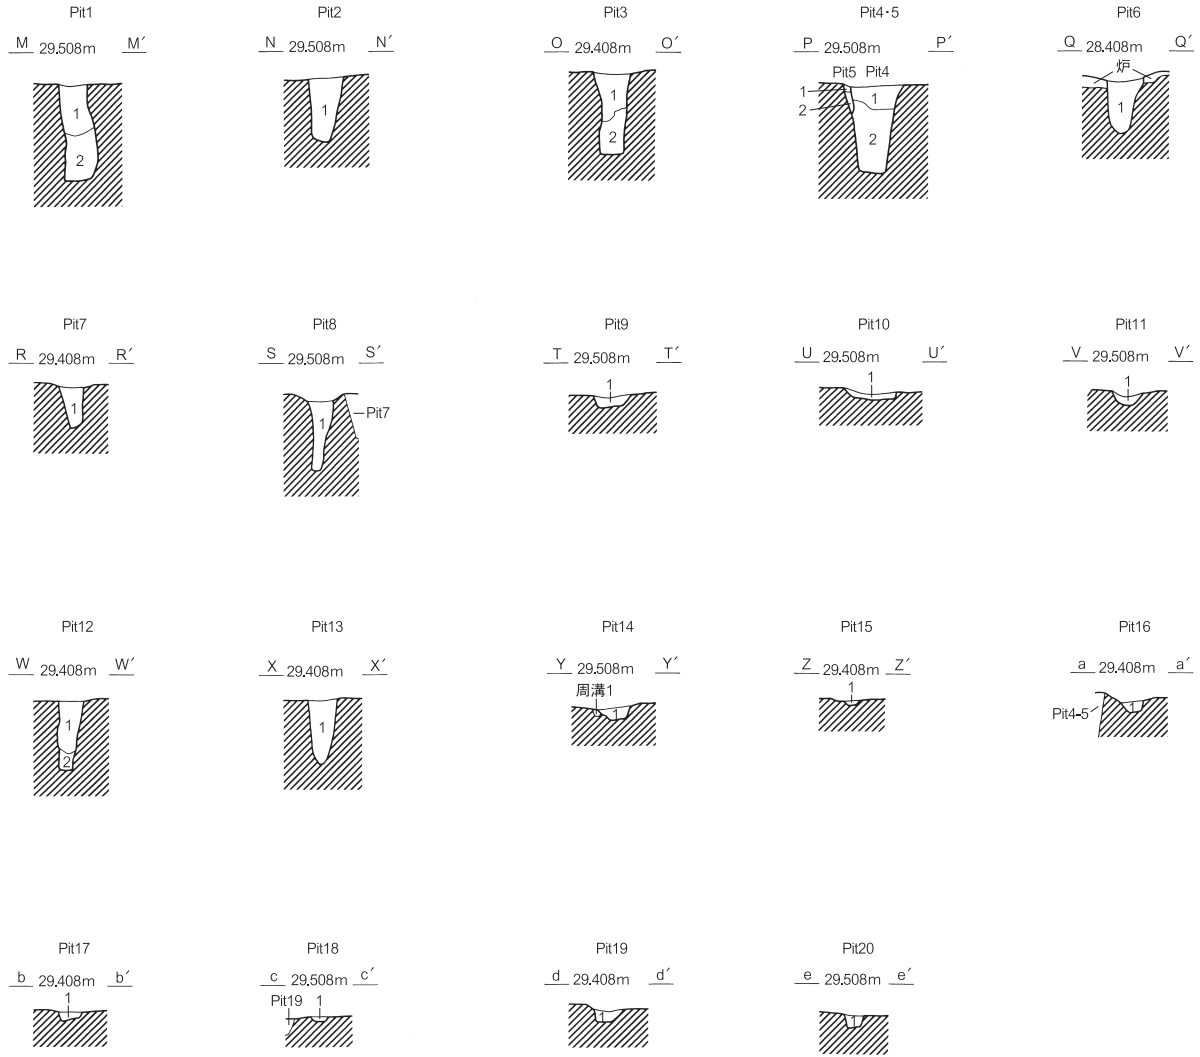 Pit1
M 29.508m M′
1
2
Pit2
N 29.508m N′
1
Pit3
O 29.408m O′
1
2
Pit4・5
P 29.508m P′
Pit5 Pit4
1
2
1
2
Pit6
Q 28.408m Q′
炉
1
Pit7
R 29.408m R′
1
Pit8
S 29.508m S′
1
Pit7
Pit9
T 29.508m T′
1
Pit10
U 29.508m U′
1
Pit11
V 29.508m V′
1
Pit12
W 29.408m W′
1
2
Pit13
X 29.408m X′
1
Pit14
Y 29.508m Y′
周溝1
1
Pit15
Z 29.408m Z′
1
Pit16
a 29.408m a′
Pit4-5
1
Pit17
b 29.408m b′
1
Pit18
c 29.508m c′
Pit19 1
Pit19
d 29.408m d′
1
Pit20
e 29.508m e′
1